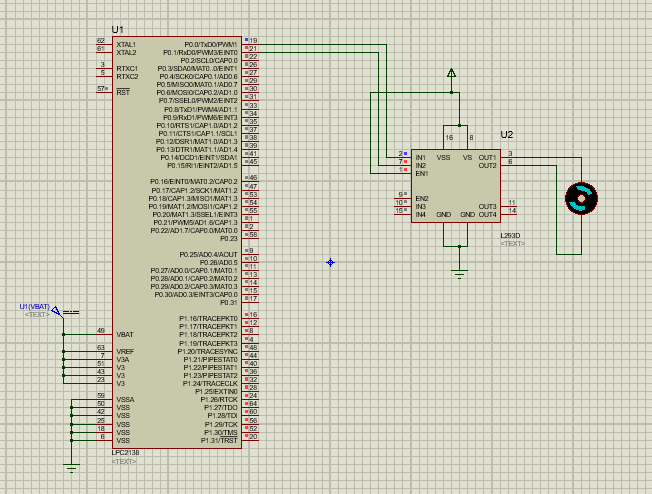 U1
62 XTAL1 P0.0/TxD0/PWM1 19
61 XTAL2 P0.1/RxD0/PWM3/EINT0 21
P0.2/SCL0/CAP0.0 22
3 RTXC1 P0.3/SDA0/MAT0.0/EINT1 26
5 RTXC2 P0.4/SCK0/CAP0.1/AD0.6 27
P0.5/MISO0/MAT0.1/AD0.7 29
57 RST P0.6/MOSI0/CAP0.2/AD1.0 30
P0.7/SSEL0/PWM2/EINT2 31
P0.8/TxD1/PWM4/AD1.1 33
P0.9/RxD1/PWM6/EINT3 34
P0.10/RTS1/CAP1.0/AD1.2 35
P0.11/CTS1/CAP1.1/SCL1 37
P0.12/DSR1/MAT1.0/AD1.3 38
P0.13/DTR1/MAT1.1/AD1.4 39
P0.14/DCD1/EINT1/SDA1 41
P0.15/RI1/EINT2/AD1.5 45
P0.16/EINT0/MAT0.2/CAP0.2 46
P0.17/CAP1.2/SCK1/MAT1.2 47
P0.18/CAP1.3/MISO1/MAT1.3 53
P0.19/MAT1.2/MOSI1/CAP1.2 54
P0.20/MAT1.3/SSEL1/EINT3 55
P0.21/PWM5/AD1.6/CAP1.3 1
P0.22/AD1.7/CAP0.0/MAT0.0 2
P0.23 58
P0.25/AD0.4/AOUT 9
P0.26/AD0.5 10
P0.27/AD0.0/CAP0.1/MAT0.1 11
P0.28/AD0.1/CAP0.2/MAT0.2 13
P0.29/AD0.2/CAP0.3/MAT0.3 14
P0.30/AD0.3/EINT3/CAP0.0 15
P0.31 17
U1(VBAT)
<TEXT>
P1.16/TRACEPKT0 16
P1.17/TRACEPKT1 12
49 VBAT P1.18/TRACEPKT2 8
P1.19/TRACEPKT3 4
63 VREF P1.20/TRACESYNC 48
7 V3A P1.21/PIPESTAT0 44
51 V3 P1.22/PIPESTAT1 40
43 V3 P1.23/PIPESTAT2 36
23 V3 P1.24/TRACECLK 32
P1.25/EXTIN0 28
59 VSSA P1.26/RTCK 24
50 VSS P1.27/TDO 64
42 VSS P1.28/TDI 60
25 VSS P1.29/TCK 56
18 VSS P1.30/TMS 52
6 VSS P1.31/TRST 20
LPC2138
<TEXT>
U2
16 8
2 IN1 VSS VS OUT1 3
7 IN2 OUT2 6
1 EN1
9 EN2
10 IN3 OUT3 11
15 IN4 GND GND OUT4 14
L293D
<TEXT>